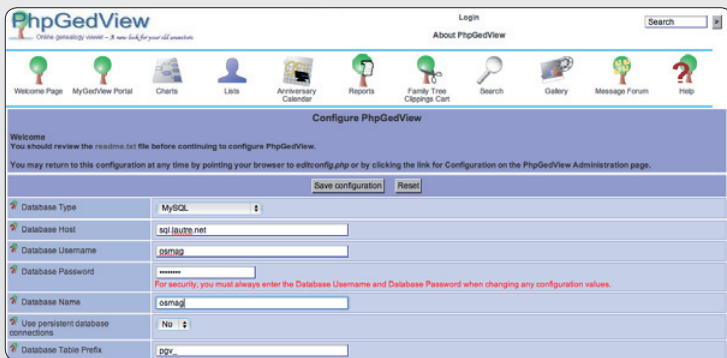 PhpGedView
Online genealogy viewer – A new look for your old ancestors
Login
About PhpGedView
Search
»
Welcome Page
MyGedView Portal
Charts
Lists
Anniversary Calendar
Reports
Family Tree Clippings Cart
Search
Gallery
Message Forum
Help
Configure PhpGedView
Welcome
You should review the readme.txt file before continuing to configure PhpGedView.
You may return to this configuration at any time by pointing your browser to editconfig.php or by clicking the link for Configuration on the PhpGedView Administration page.
Save configuration Reset
? Database Type MySQL
? Database Host sql.lautre.net
? Database Username osmag
? Database Password ••••••••
For security, you must always enter the Database Username and Database Password when changing any configuration values.
? Database Name osmag
? Use persistent database connections No
? Database Table Prefix pgv_